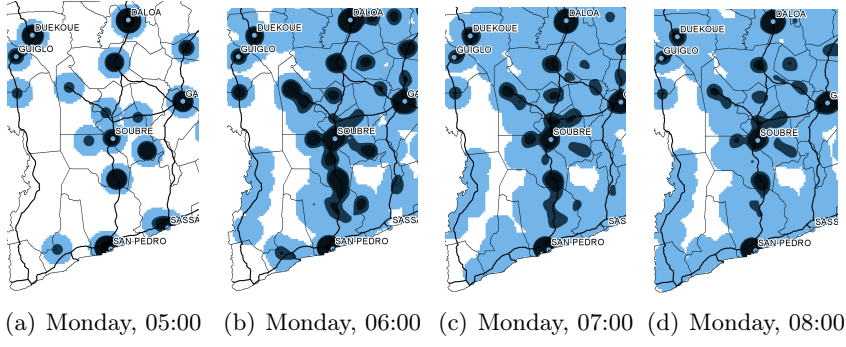 DALOA
DUEKOUE
GUIGLO
GA
SOUBRE
SASSA
SAN-PEDRO
DALOA
DUEKOUE
GUIGLO
GA
SOUBRE
SASS
SAN-PEDRO
DALOA
DUEKOUE
GUIGLO
G
SOUBRE
SAN-PEDRO
DALOA
DUEKOUE
GUIGLO
SOUBRE
SAN-PEDRO
(a) Monday, 05:00
(b) Monday, 06:00
(c) Monday, 07:00
(d) Monday, 08:00